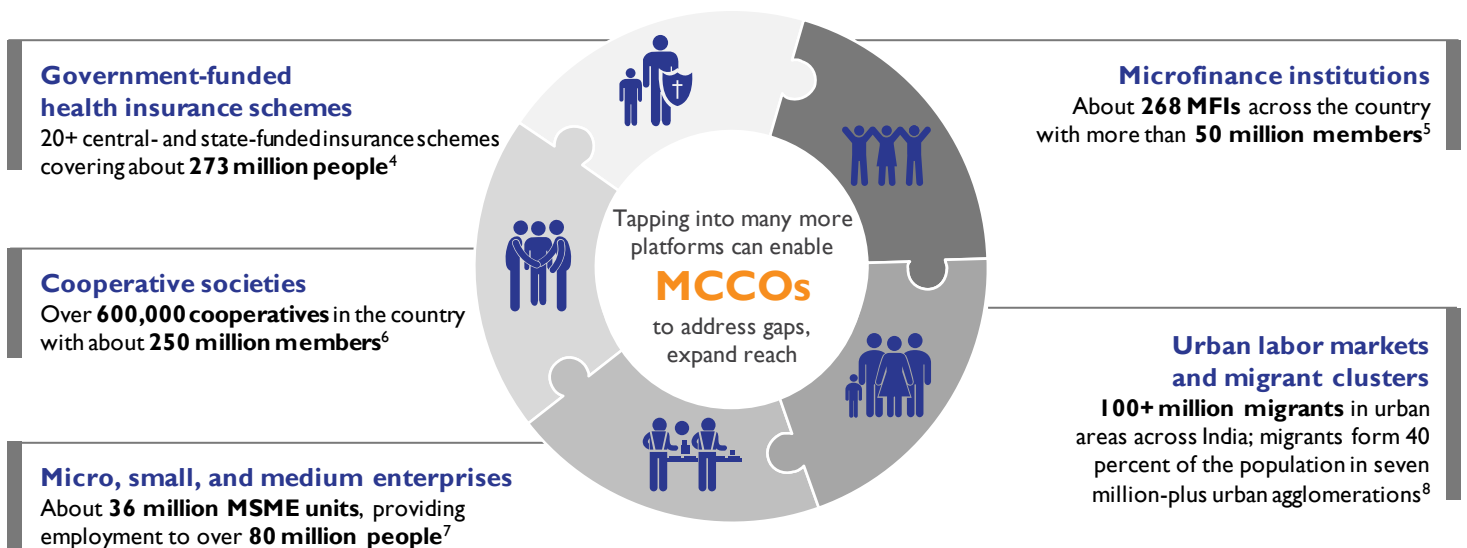 Government-funded
health insurance schemes
20+ central- and state-funded insurance schemes
covering about 273 million people4
Cooperative societies
Over 600,000 cooperatives in the country
with about 250 million members6
Micro, small, and medium enterprises
About 36 million MSME units, providing
employment to over 80 million people7
Tapping into many more
platforms can enable
MCCOs
to address gaps,
expand reach
Microfinance institutions
About 268 MFIs across the country
with more than 50 million members5
Urban labor markets
and migrant clusters
100+ million migrants in urban
areas across India; migrants form 40
percent of the population in seven
million-plus urban agglomerations8